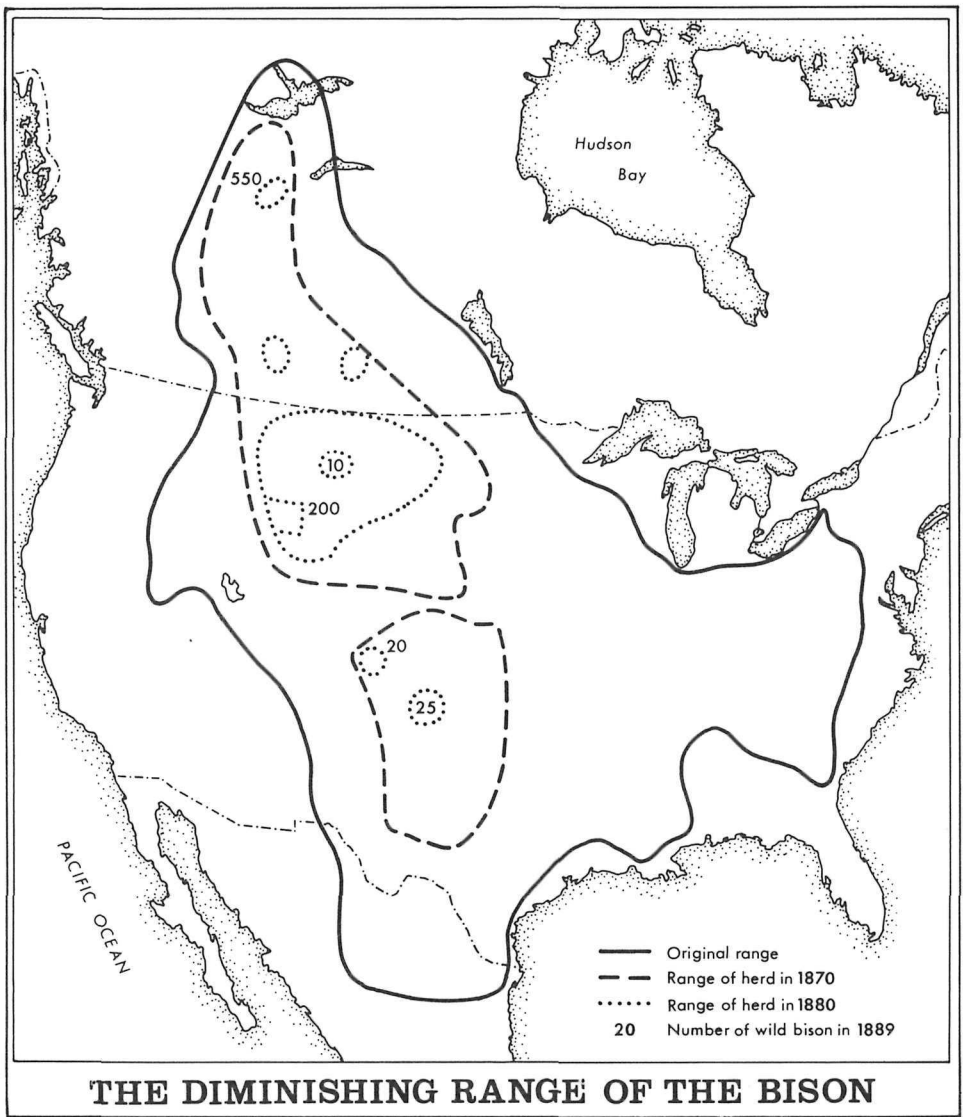 Hudson
Bay
550
10
200
20
25
PACIFIC OCEAN
Original range
Range of herd in 1870
Range of herd in 1880
20 Number of wild bison in 1889
THE DIMINISHING RANGE OF THE BISON